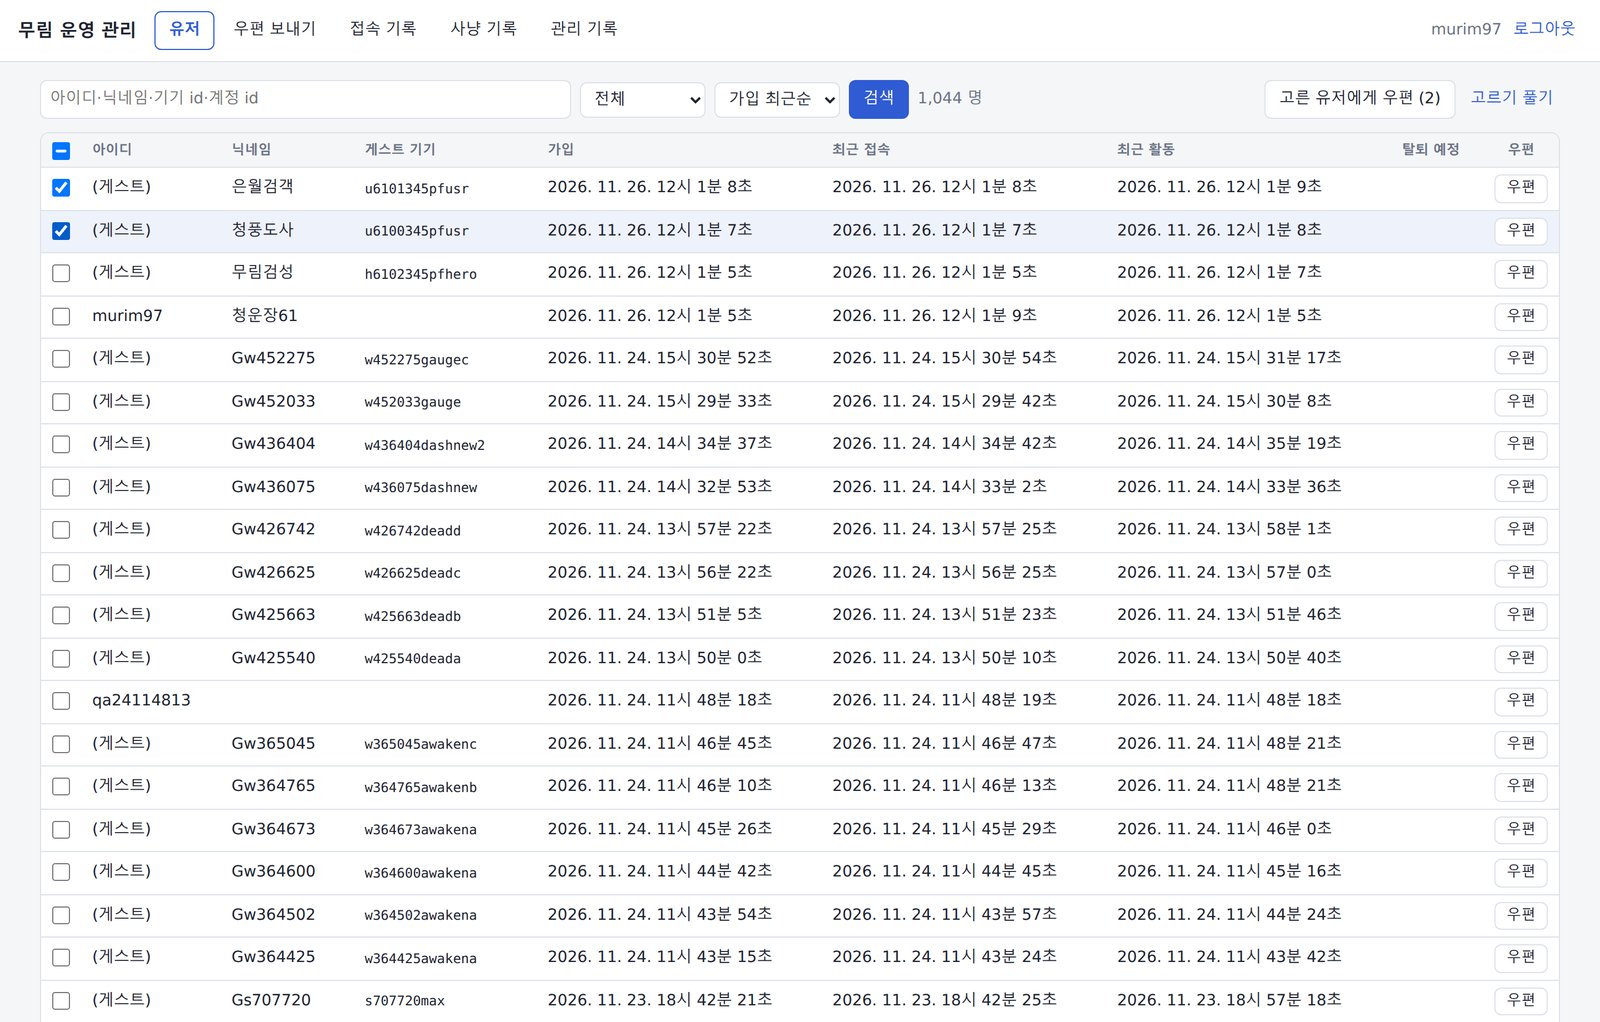 무림 운영 관리 유저 우편 보내기 접속 기록 사냥 기록 관리 기록 murim97 로그아웃
아이디·닉네임·기기 id·계정 id 전체 가입 최근순 검색 1,044 명 고른 유저에게 우편 (2) 고르기 풀기
아이디 닉네임 게스트 기기 가입 최근 접속 최근 활동 탈퇴 예정 우편
(게스트) 은월검객 u6101345pfusr 2026. 11. 26. 12시 1분 8초 2026. 11. 26. 12시 1분 8초 2026. 11. 26. 12시 1분 9초 우편
(게스트) 청풍도사 u6100345pfusr 2026. 11. 26. 12시 1분 7초 2026. 11. 26. 12시 1분 7초 2026. 11. 26. 12시 1분 8초 우편
(게스트) 무림검성 h6102345pfhero 2026. 11. 26. 12시 1분 5초 2026. 11. 26. 12시 1분 5초 2026. 11. 26. 12시 1분 7초 우편
murim97 청운장61 2026. 11. 26. 12시 1분 5초 2026. 11. 26. 12시 1분 9초 2026. 11. 26. 12시 1분 5초 우편
(게스트) Gw452275 w452275gaugec 2026. 11. 24. 15시 30분 52초 2026. 11. 24. 15시 30분 54초 2026. 11. 24. 15시 31분 17초 우편
(게스트) Gw452033 w452033gauge 2026. 11. 24. 15시 29분 33초 2026. 11. 24. 15시 29분 42초 2026. 11. 24. 15시 30분 8초 우편
(게스트) Gw436404 w436404dashnew2 2026. 11. 24. 14시 34분 37초 2026. 11. 24. 14시 34분 42초 2026. 11. 24. 14시 35분 19초 우편
(게스트) Gw436075 w436075dashnew 2026. 11. 24. 14시 32분 53초 2026. 11. 24. 14시 33분 2초 2026. 11. 24. 14시 33분 36초 우편
(게스트) Gw426742 w426742deadd 2026. 11. 24. 13시 57분 22초 2026. 11. 24. 13시 57분 25초 2026. 11. 24. 13시 58분 1초 우편
(게스트) Gw426625 w426625deadc 2026. 11. 24. 13시 56분 22초 2026. 11. 24. 13시 56분 25초 2026. 11. 24. 13시 57분 0초 우편
(게스트) Gw425663 w425663deadb 2026. 11. 24. 13시 51분 5초 2026. 11. 24. 13시 51분 23초 2026. 11. 24. 13시 51분 46초 우편
(게스트) Gw425540 w425540deada 2026. 11. 24. 13시 50분 0초 2026. 11. 24. 13시 50분 10초 2026. 11. 24. 13시 50분 40초 우편
qa24114813 2026. 11. 24. 11시 48분 18초 2026. 11. 24. 11시 48분 19초 2026. 11. 24. 11시 48분 18초 우편
(게스트) Gw365045 w365045awakenc 2026. 11. 24. 11시 46분 45초 2026. 11. 24. 11시 46분 47초 2026. 11. 24. 11시 48분 21초 우편
(게스트) Gw364765 w364765awakenb 2026. 11. 24. 11시 46분 10초 2026. 11. 24. 11시 46분 13초 2026. 11. 24. 11시 48분 21초 우편
(게스트) Gw364673 w364673awakena 2026. 11. 24. 11시 45분 26초 2026. 11. 24. 11시 45분 29초 2026. 11. 24. 11시 46분 0초 우편
(게스트) Gw364600 w364600awakena 2026. 11. 24. 11시 44분 42초 2026. 11. 24. 11시 44분 45초 2026. 11. 24. 11시 45분 16초 우편
(게스트) Gw364502 w364502awakena 2026. 11. 24. 11시 43분 54초 2026. 11. 24. 11시 43분 57초 2026. 11. 24. 11시 44분 24초 우편
(게스트) Gw364425 w364425awakena 2026. 11. 24. 11시 43분 15초 2026. 11. 24. 11시 43분 24초 2026. 11. 24. 11시 43분 42초 우편
(게스트) Gs707720 s707720max 2026. 11. 23. 18시 42분 21초 2026. 11. 23. 18시 42분 25초 2026. 11. 23. 18시 57분 18초 우편